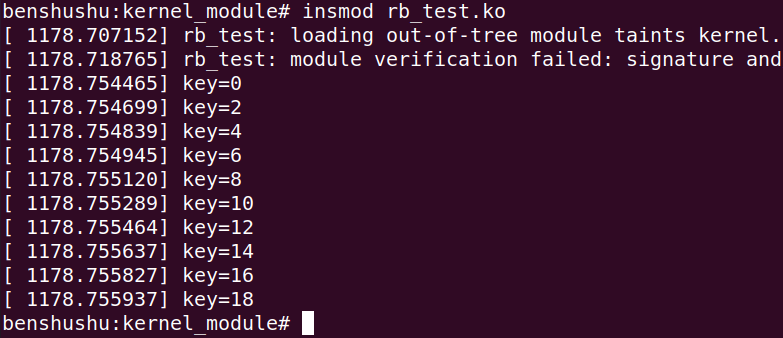 benshushu:kernel_module# insmod rb_test.ko
[ 1178.707152] rb_test: loading out-of-tree module taints kernel.
[ 1178.718765] rb_test: module verification failed: signature and
[ 1178.754465] key=0
[ 1178.754699] key=2
[ 1178.754839] key=4
[ 1178.754945] key=6
[ 1178.755120] key=8
[ 1178.755289] key=10
[ 1178.755464] key=12
[ 1178.755637] key=14
[ 1178.755827] key=16
[ 1178.755937] key=18
benshushu:kernel_module#